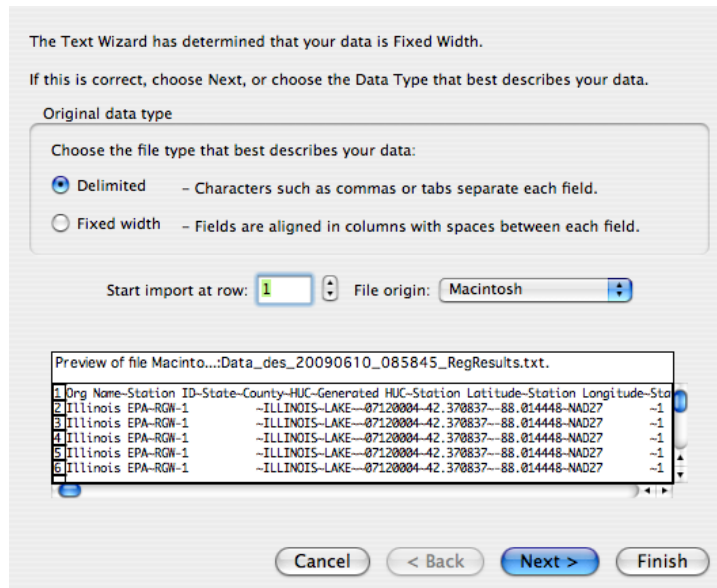 The Text Wizard has determined that your data is Fixed Width.
If this is correct, choose Next, or choose the Data Type that best describes your data.
Original data type
Choose the file type that best describes your data:
Delimited – Characters such as commas or tabs separate each field.
Fixed width – Fields are aligned in columns with spaces between each field.
Start import at row: 1 File origin: Macintosh
Preview of file Macinto...:Data_des_20090610_085845_RegResults.txt.
1 Org Name~Station ID~State~County~HUC~Generated HUC~Station Latitude~Station Longitude~Sta
2 Illinois EPA~RGW-1 ~ILLINOIS~LAKE~~07120004~42.370837~-88.014448~NAD27 ~1
3 Illinois EPA~RGW-1 ~ILLINOIS~LAKE~~07120004~42.370837~-88.014448~NAD27 ~1
4 Illinois EPA~RGW-1 ~ILLINOIS~LAKE~~07120004~42.370837~-88.014448~NAD27 ~1
5 Illinois EPA~RGW-1 ~ILLINOIS~LAKE~~07120004~42.370837~-88.014448~NAD27 ~1
6 Illinois EPA~RGW-1 ~ILLINOIS~LAKE~~07120004~42.370837~-88.014448~NAD27 ~1
Cancel < Back Next > Finish